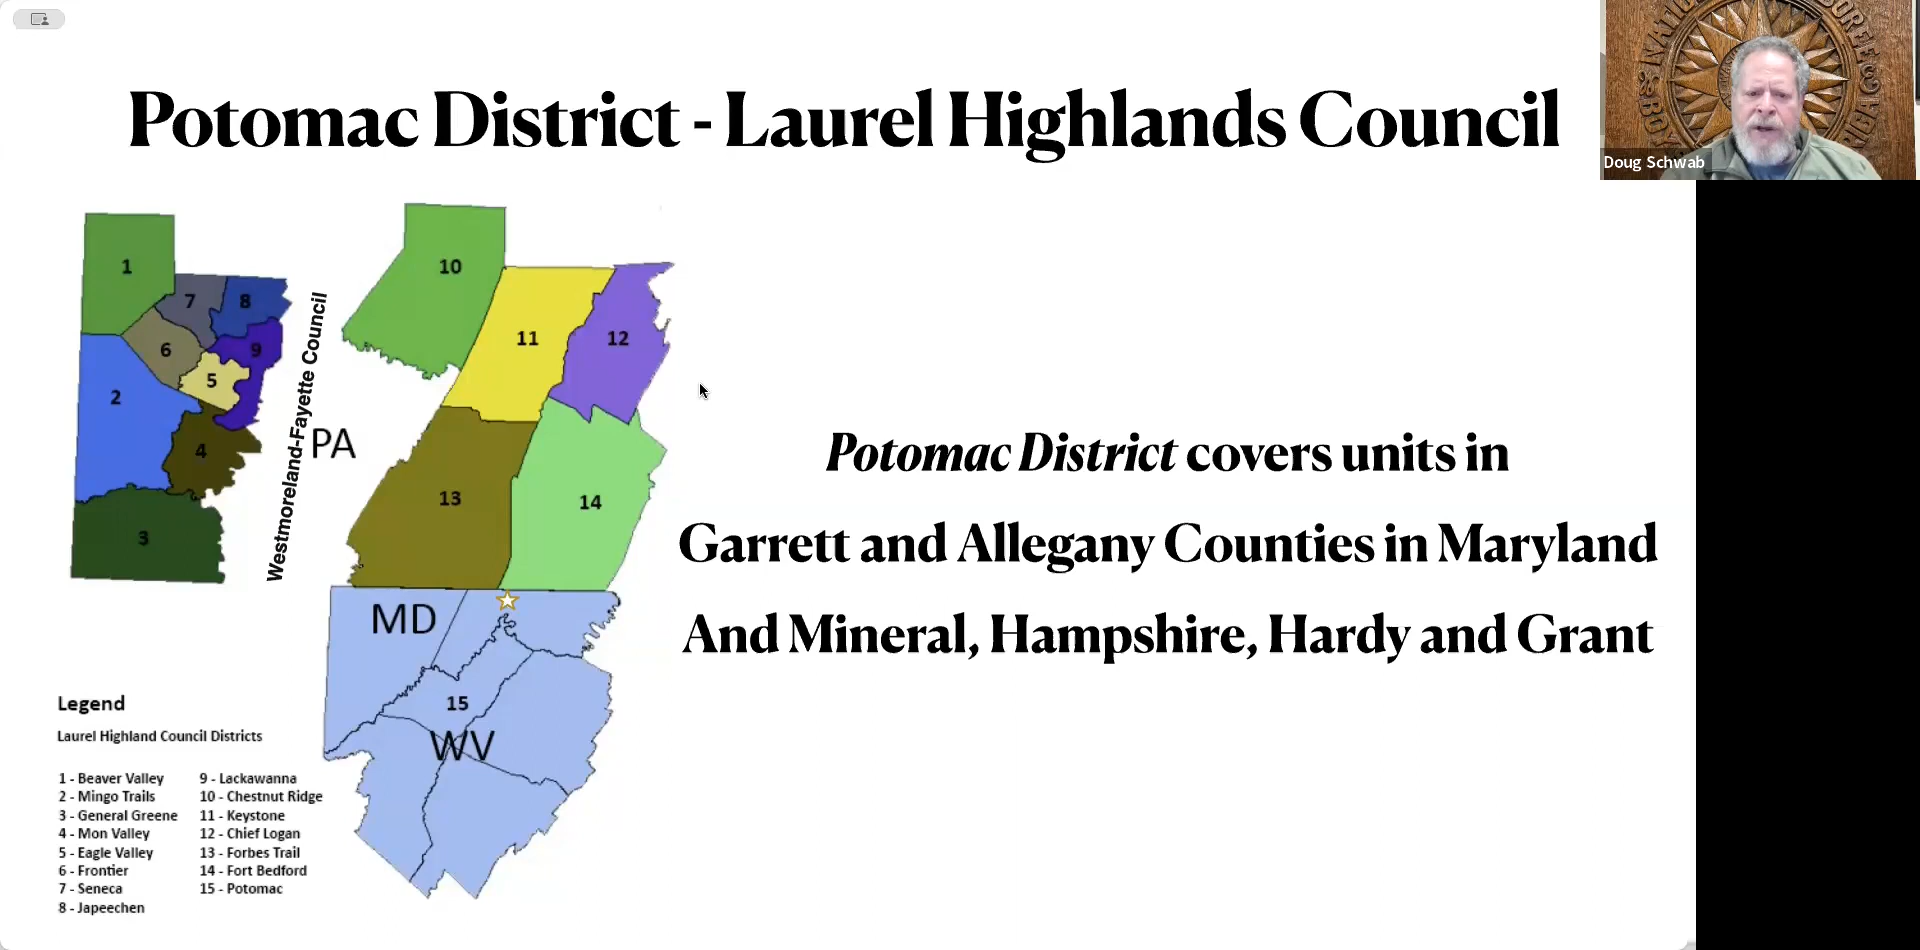 Potomac District - Laurel Highlands Council
Doug Schwab
1
7
8
6
9
5
2
4
3
Westmoreland-Fayette Council
PA
10
11
12
13
14
MD
15
WV
Potomac District covers units in
Garrett and Allegany Counties in Maryland
And Mineral, Hampshire, Hardy and Grant
Legend
Laurel Highland Council Districts
1 - Beaver Valley
2 - Mingo Trails
3 - General Greene
4 - Mon Valley
5 - Eagle Valley
6 - Frontier
7 - Seneca
8 - Japeechen
9 - Lackawanna
10 - Chestnut Ridge
11 - Keystone
12 - Chief Logan
13 - Forbes Trail
14 - Fort Bedford
15 - Potomac